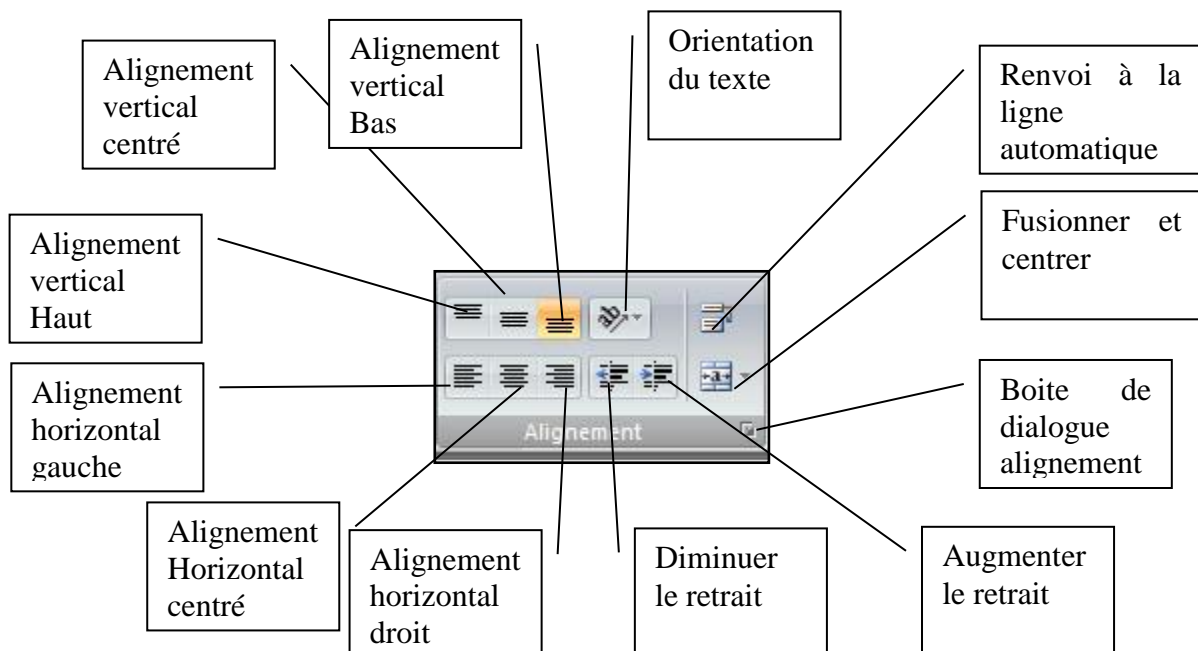 Alignement
vertical
centré
Alignement
vertical
Bas
Orientation
du texte
Renvoi à la
ligne
automatique
Alignement
vertical
Haut
Fusionner et
centrer
Alignement
horizontal
gauche
Alignement
Boite de
dialogue
alignement
Alignement
Horizontal
centré
Alignement
horizontal
droit
Diminuer
le retrait
Augmenter
le retrait